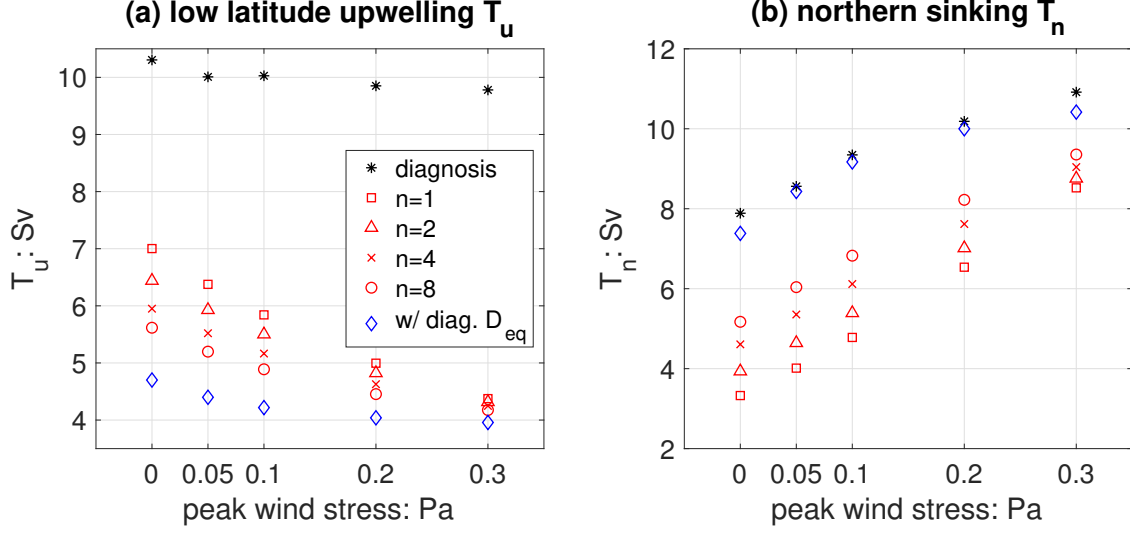 (a) low latitude upwelling T_u
10
9
8
7
6
5
4
T_u: Sv
0 0.05 0.1 0.2 0.3
peak wind stress: Pa
diagnosis
n=1
n=2
n=4
n=8
w/ diag. D_eq
(b) northern sinking T_n
12
10
8
6
4
2
T_n: Sv
0 0.05 0.1 0.2 0.3
peak wind stress: Pa